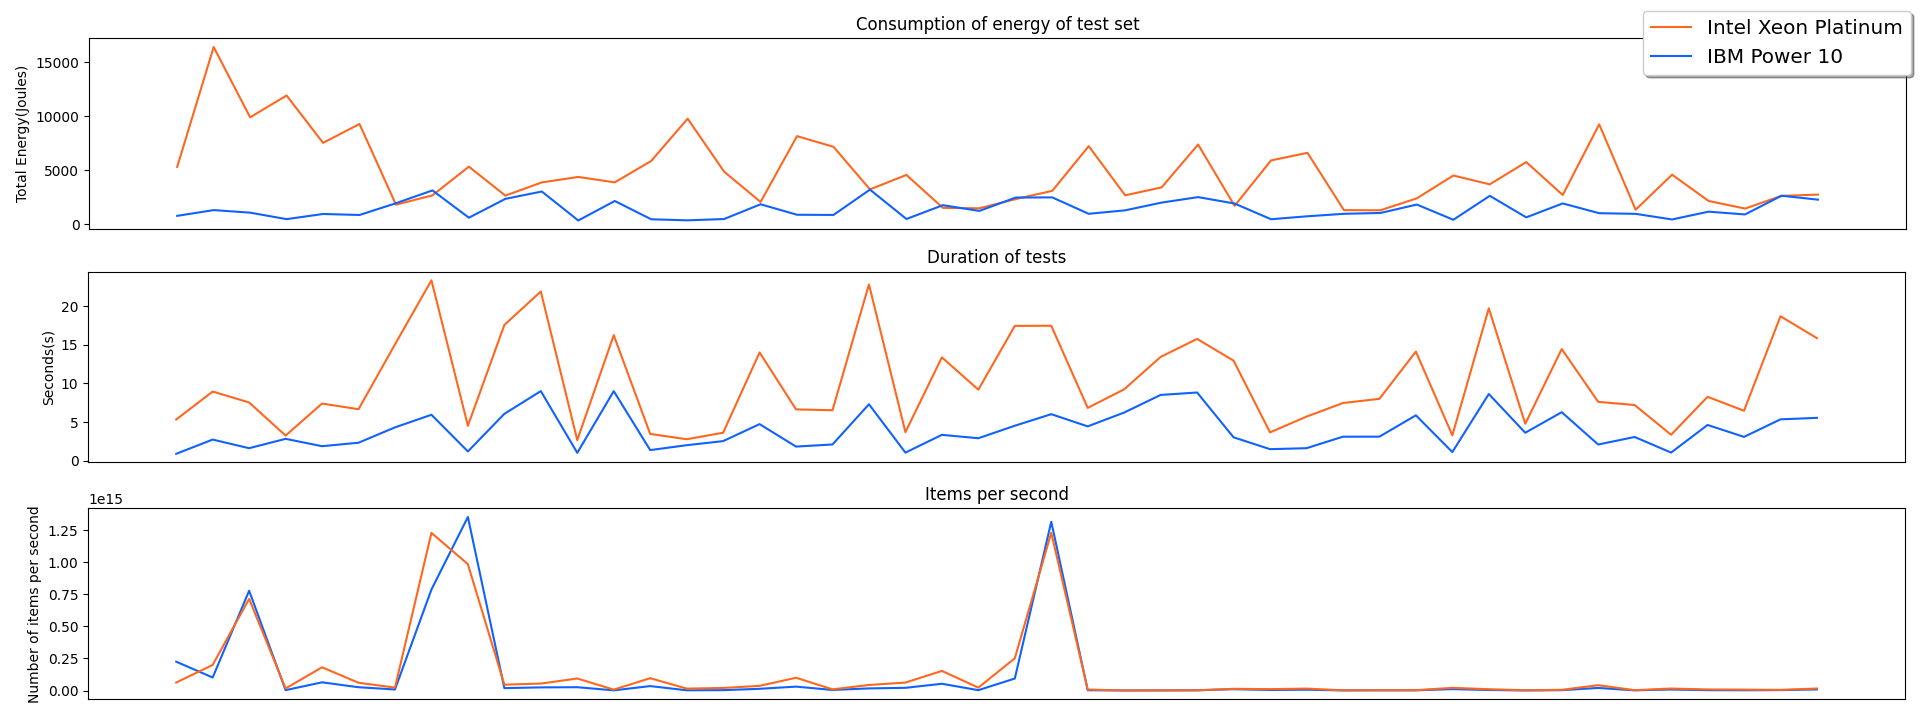 Consumption of energy of test set
Intel Xeon Platinum
IBM Power 10
Total Energy(Joules)
15000
10000
5000
0
Duration of tests
Seconds(s)
20
15
10
5
0
Items per second
1e15
Number of items per second
1.25
1.00
0.75
0.50
0.25
0.00